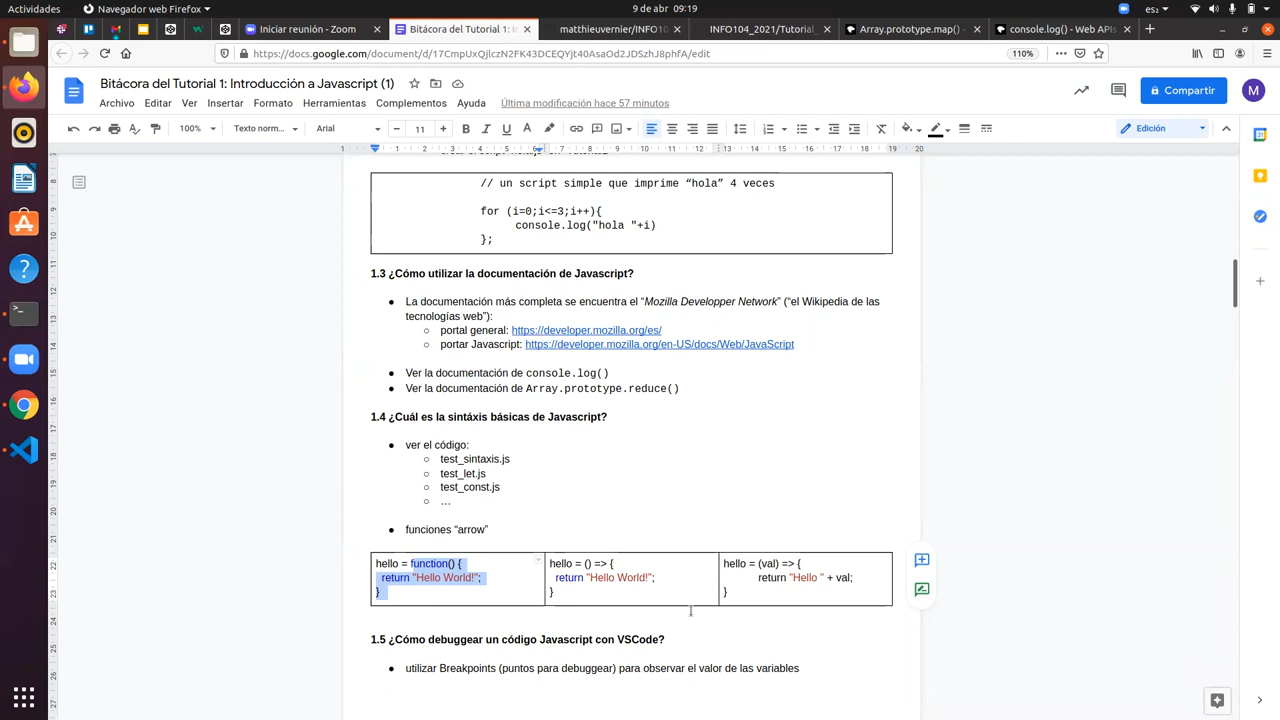 Actividades
Navegador web Firefox
9 de abr 09:19
es
Iniciar reunión - Zoom
Bitácora del Tutorial 1: I
matthieuvernier/INFO10
INFO104_2021/Tutorial_
Array.prototype.map() -
console.log() - Web APIs
https://docs.google.com/document/d/17CmpUxQjlczN2FK43DCEQYjt40AsaOd2JDSzhJ8phfA/edit
110%
Bitácora del Tutorial 1: Introducción a Javascript (1)
Archivo Editar Ver Insertar Formato Herramientas Complementos Ayuda
Última modificación hace 57 minutos
Compartir
M
100%
Texto norm...
Arial
11
Edición
// un script simple que imprime “hola” 4 veces
for (i=0;i<=3;i++){
console.log("hola "+i)
};
1.3 ¿Cómo utilizar la documentación de Javascript?
● La documentación más completa se encuentra el “Mozilla Developper Network” (“el Wikipedia de las
tecnologías web”):
○ portal general: https://developer.mozilla.org/es/
○ portar Javascript: https://developer.mozilla.org/en-US/docs/Web/JavaScript
● Ver la documentación de console.log()
● Ver la documentación de Array.prototype.reduce()
1.4 ¿Cuál es la sintáxis básicas de Javascript?
● ver el código:
○ test_sintaxis.js
○ test_let.js
○ test_const.js
○ …
● funciones “arrow”
hello = function() {
return "Hello World!";
}
hello = () => {
return "Hello World!";
}
hello = (val) => {
return "Hello " + val;
}
1.5 ¿Cómo debuggear un código Javascript con VSCode?
● utilizar Breakpoints (puntos para debuggear) para observar el valor de las variables